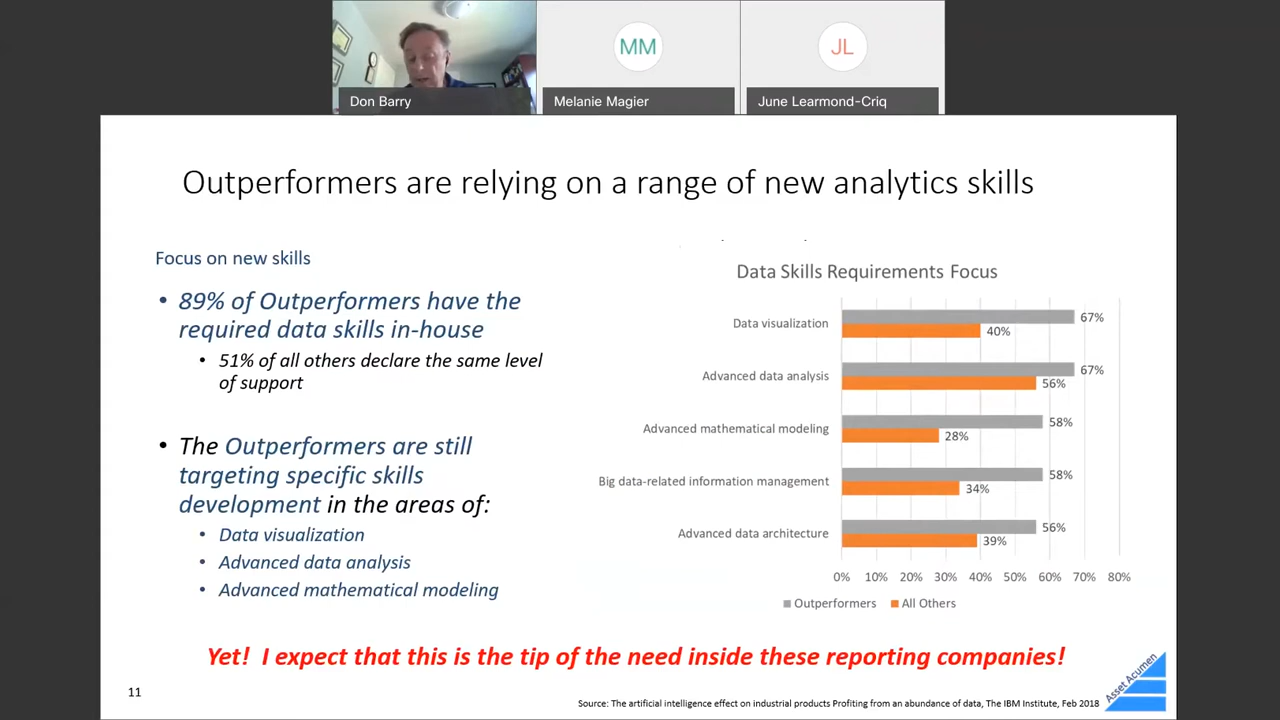 MM
JL
Don Barry
Melanie Magier
June Learmond-Criq
Outperformers are relying on a range of new analytics skills
Focus on new skills
• 89% of Outperformers have the
required data skills in-house
• 51% of all others declare the same level
of support
• The Outperformers are still
targeting specific skills
development in the areas of:
• Data visualization
• Advanced data analysis
• Advanced mathematical modeling
Data Skills Requirements Focus
Data visualization
67%
40%
Advanced data analysis
67%
56%
Advanced mathematical modeling
58%
28%
Big data-related information management
58%
34%
Advanced data architecture
56%
39%
0% 10% 20% 30% 40% 50% 60% 70% 80%
Outperformers All Others
Yet! I expect that this is the tip of the need inside these reporting companies!
11
Source: The artificial intelligence effect on industrial products Profiting from an abundance of data, The IBM Institute, Feb 2018
Asset Acumen